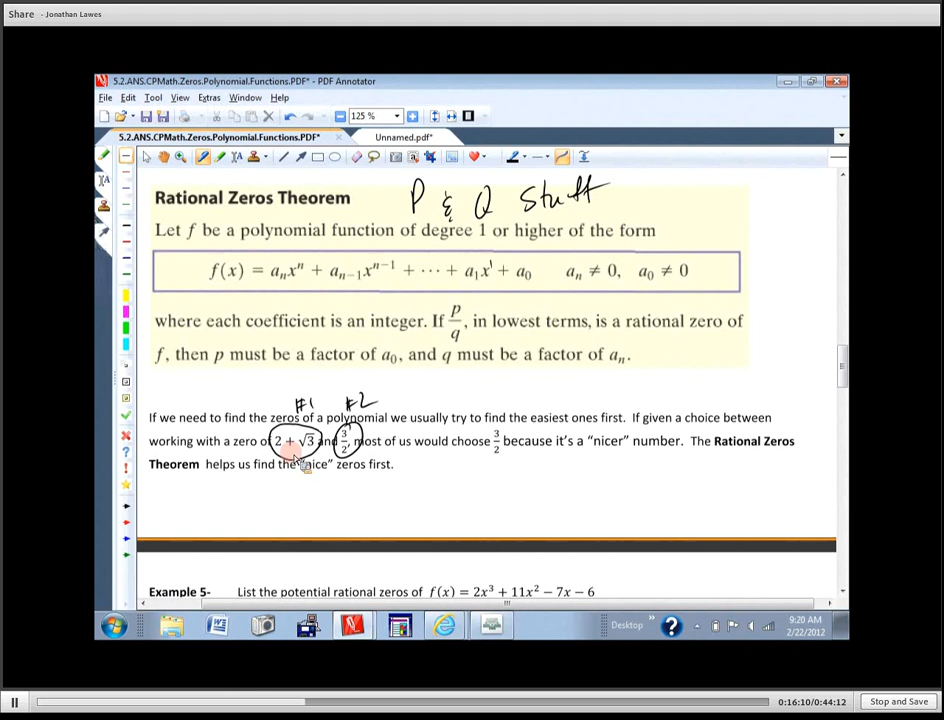 Share - Jonathan Lawes
5.2.ANS.CPMath.Zeros.Polynomial.Functions.PDF* - PDF Annotator
File Edit Tool View Extras Window Help
125 %
5.2.ANS.CPMath.Zeros.Polynomial.Functions.PDF* × Unnamed.pdf*
Rational Zeros Theorem P & Q Stuff
Let f be a polynomial function of degree 1 or higher of the form
f(x) = aₙxⁿ + aₙ₋₁xⁿ⁻¹ + ⋯ + a₁x¹ + a₀ aₙ ≠ 0, a₀ ≠ 0
where each coefficient is an integer. If p/q, in lowest terms, is a rational zero of
f, then p must be a factor of a₀, and q must be a factor of aₙ.
#1 #2
If we need to find the zeros of a polynomial we usually try to find the easiest ones first. If given a choice between
working with a zero of 2 + √3 and 3/2, most of us would choose 3/2 because it's a "nicer" number. The Rational Zeros
Theorem helps us find the "nice" zeros first.
Example 5- List the potential rational zeros of f(x) = 2x³ + 11x² − 7x − 6
Desktop » 9:20 AM
2/22/2012
0:16:10/0:44:12 Stop and Save